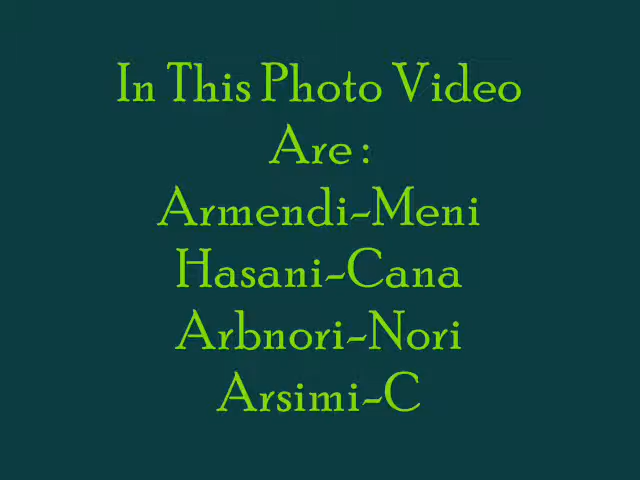 In This Photo Video
Are :
Armendi-Meni
Hasani-Cana
Arbnori-Nori
Arsimi-C